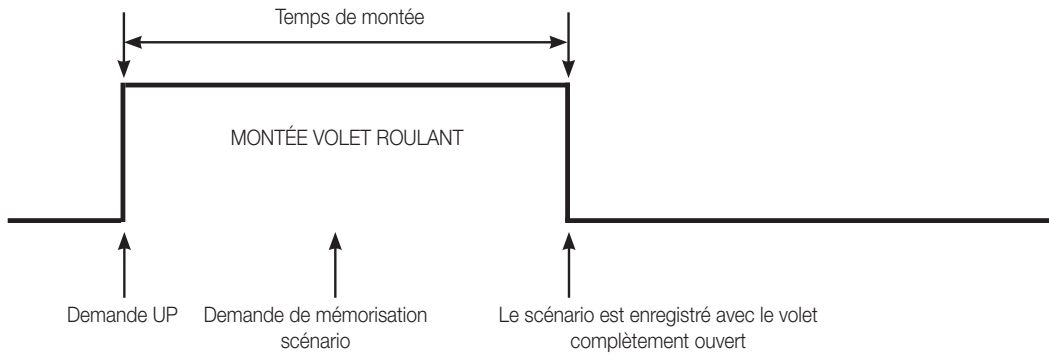 Temps de montée
MONTÉE VOLET ROULANT
Demande UP
Demande de mémorisation
scénario
Le scénario est enregistré avec le volet
complètement ouvert